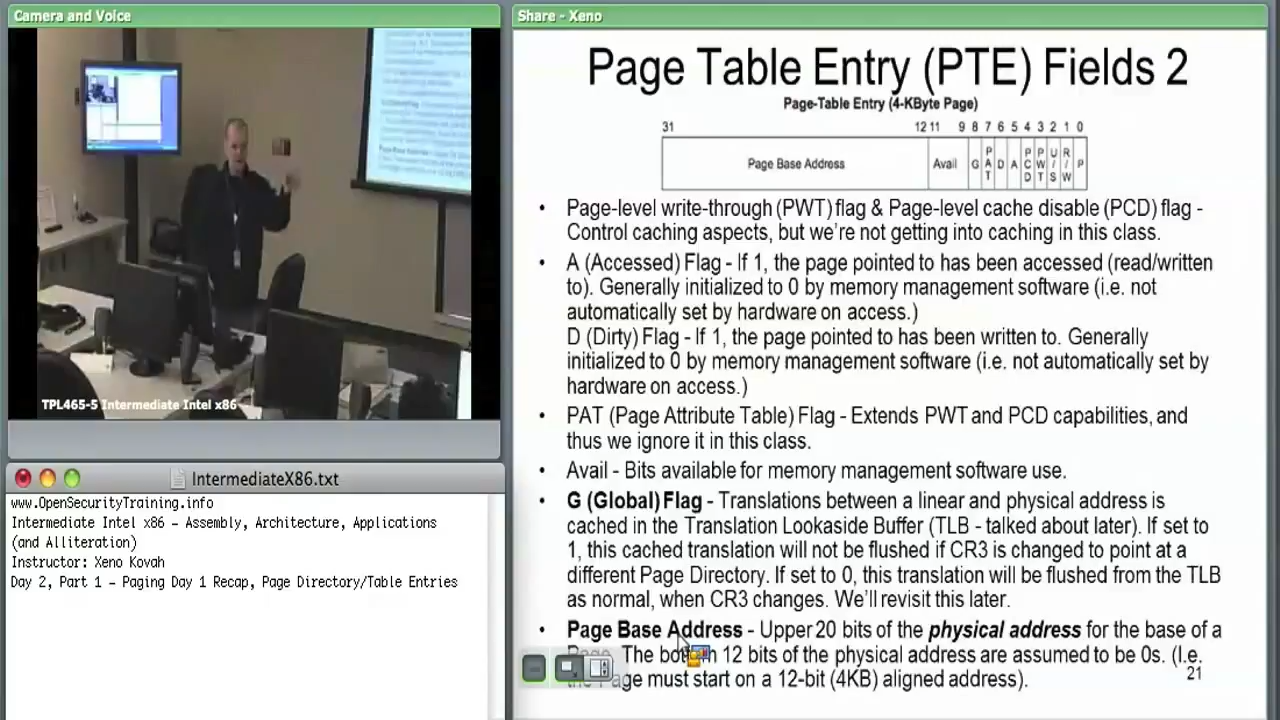 Camera and Voice
TPL465-5 Intermediate Intel x86
IntermediateX86.txt
www.OpenSecurityTraining.info
Intermediate Intel x86 – Assembly, Architecture, Applications
(and Alliteration)
Instructor: Xeno Kovah
Day 2, Part 1 – Paging Day 1 Recap, Page Directory/Table Entries
Share - Xeno
Page Table Entry (PTE) Fields 2
Page-Table Entry (4-KByte Page)
31 12 11 9 8 7 6 5 4 3 2 1 0
Page Base Address Avail G PAT D A PCD PWT U/S R/W P
• Page-level write-through (PWT) flag & Page-level cache disable (PCD) flag -
Control caching aspects, but we're not getting into caching in this class.
• A (Accessed) Flag - If 1, the page pointed to has been accessed (read/written
to). Generally initialized to 0 by memory management software (i.e. not
automatically set by hardware on access.)
D (Dirty) Flag - If 1, the page pointed to has been written to. Generally
initialized to 0 by memory management software (i.e. not automatically set by
hardware on access.)
• PAT (Page Attribute Table) Flag - Extends PWT and PCD capabilities, and
thus we ignore it in this class.
• Avail - Bits available for memory management software use.
• G (Global) Flag - Translations between a linear and physical address is
cached in the Translation Lookaside Buffer (TLB - talked about later). If set to
1, this cached translation will not be flushed if CR3 is changed to point at a
different Page Directory. If set to 0, this translation will be flushed from the TLB
as normal, when CR3 changes. We'll revisit this later.
• Page Base Address - Upper 20 bits of the physical address for the base of a
The 12 bits of the physical address are assumed to be 0s. (I.e.
must start on a 12-bit (4KB) aligned address).
21